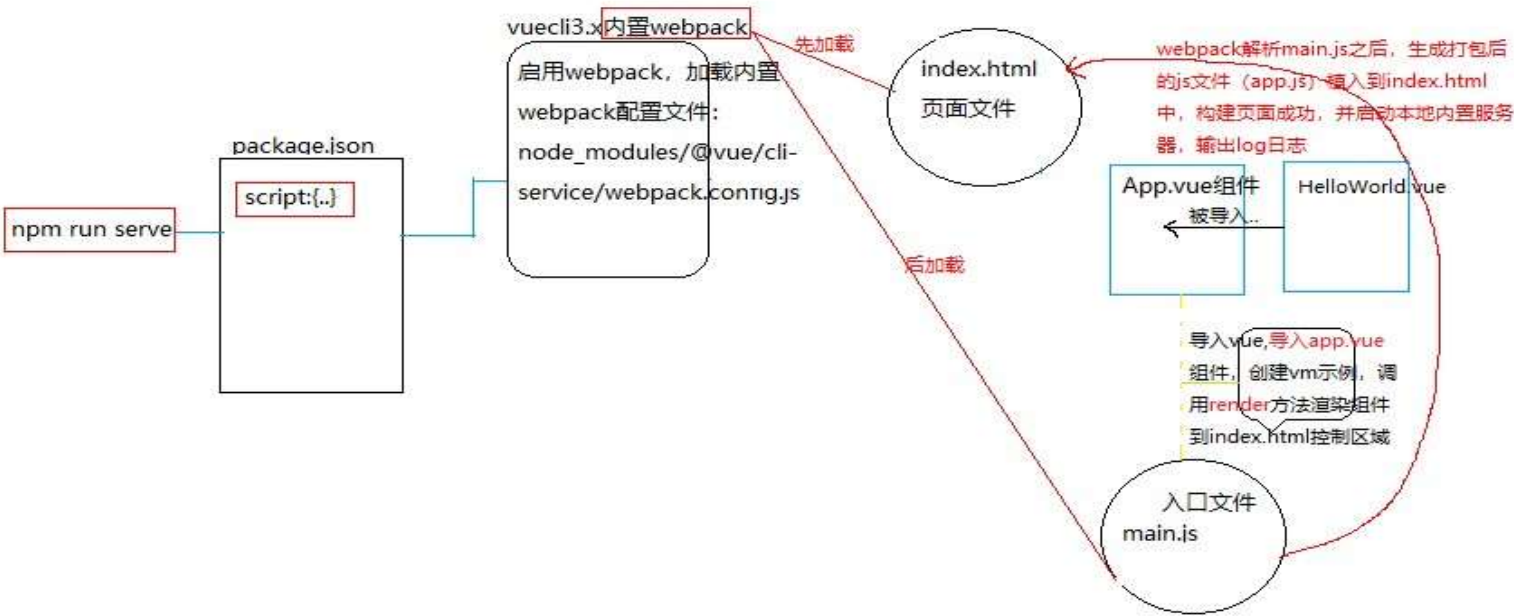 npm run serve
package.json
script:{..}
vuecli3.x内置webpack
启用webpack，加载内置
webpack配置文件：
node_modules/@vue/cli-
service/webpack.config.js
先加载
后加载
index.html
页面文件
webpack解析main.js之后，生成打包后
的js文件（app.js）植入到index.html
中，构建页面成功，并启动本地内置服务
器，输出log日志
App.vue组件
HelloWorld.vue
被导入..
导入vue,导入app.vue
组件，创建vm示例，调
用render方法渲染组件
到index.html控制区域
入口文件
main.js